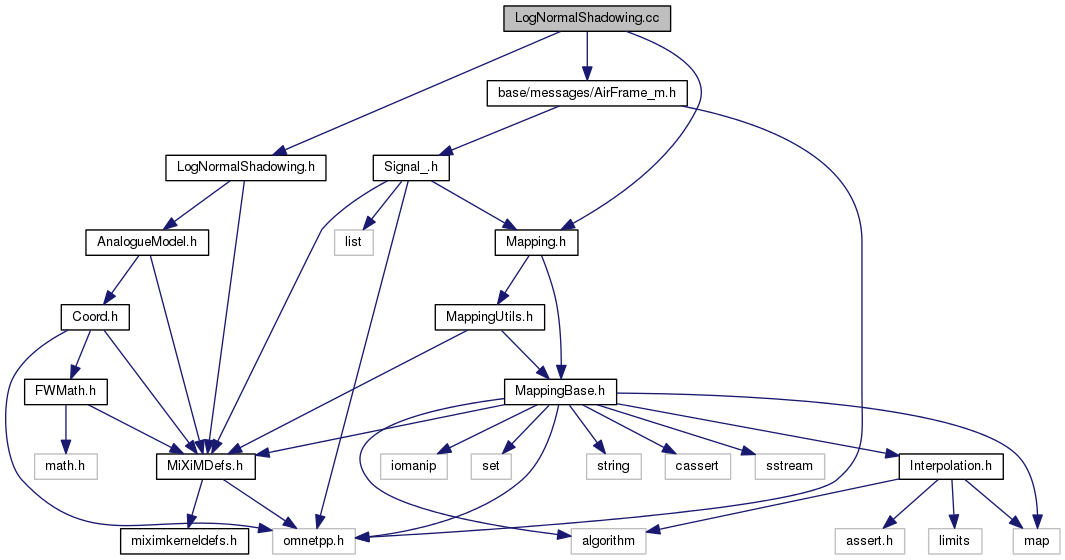 LogNormalShadowing.cc
base/messages/AirFrame_m.h
LogNormalShadowing.h
Signal_.h
AnalogueModel.h
list
Mapping.h
Coord.h
MappingUtils.h
FWMath.h
MappingBase.h
math.h
MiXiMDefs.h
iomanip
set
string
cassert
sstream
Interpolation.h
miximkerneldefs.h
omnetpp.h
algorithm
assert.h
limits
map